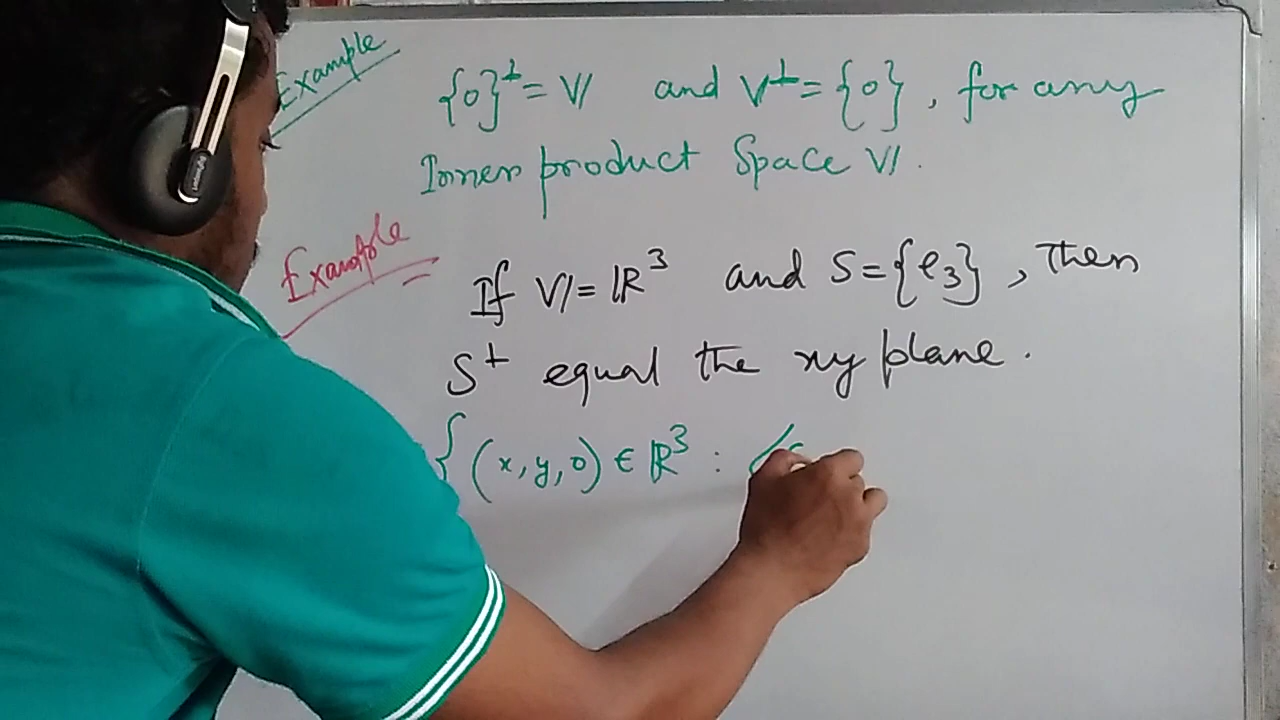 Example
{0}⊥ = V and V⊥ = {0}, for any
Inner product Space V.
Example
If V = ℝ³ and S = {e₃}, Then
S⊥ equal the xy plane.
{(x, y, 0) ∈ ℝ³ : ⟨